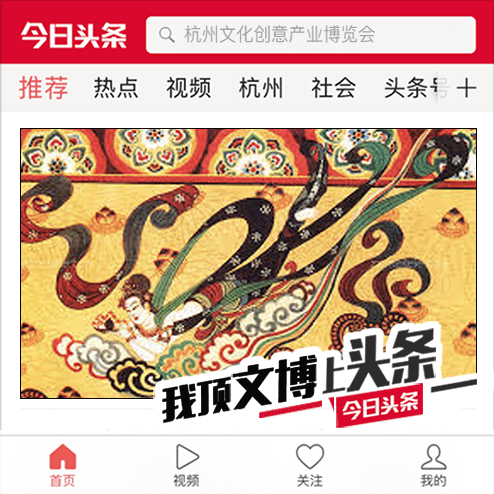 今日头条
杭州文化创意产业博览会
推荐 热点 视频 杭州 社会 头条号 +
我顶文博上头条
今日头条
首页 视频 关注 我的